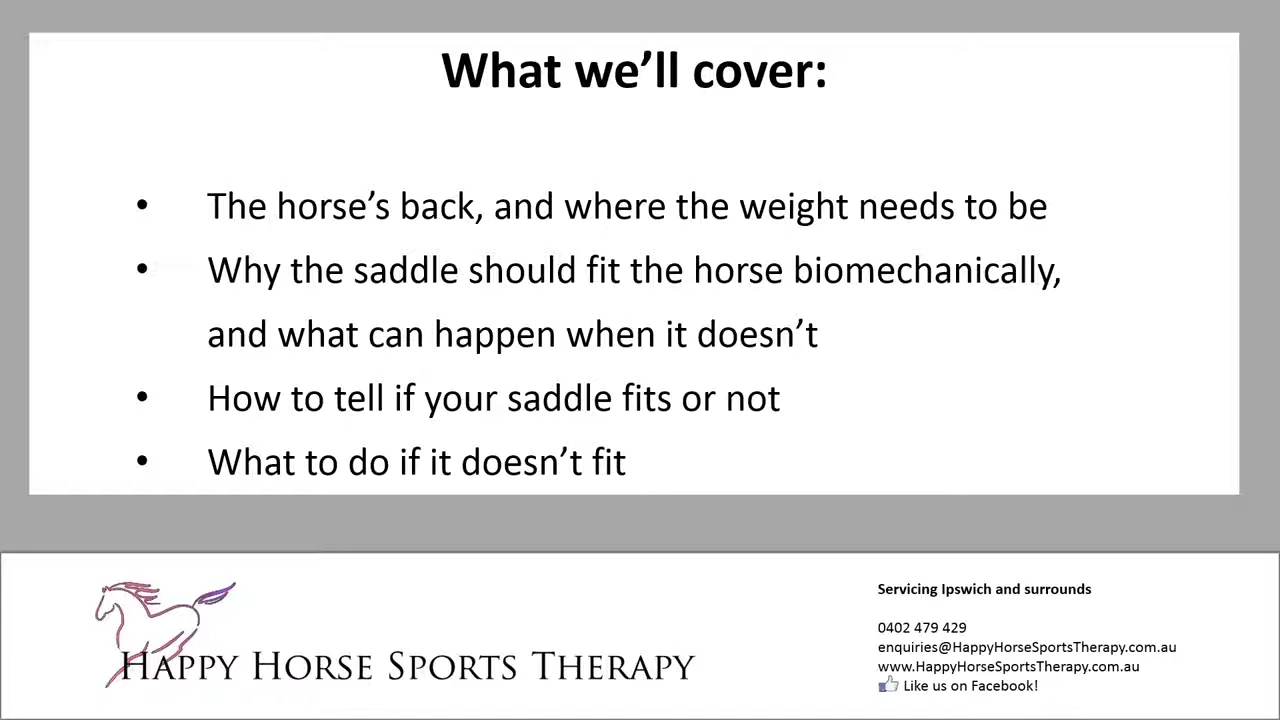 What we’ll cover:
• The horse’s back, and where the weight needs to be
• Why the saddle should fit the horse biomechanically,
and what can happen when it doesn’t
• How to tell if your saddle fits or not
• What to do if it doesn’t fit
HAPPY HORSE SPORTS THERAPY
Servicing Ipswich and surrounds
0402 479 429
enquiries@HappyHorseSportsTherapy.com.au
www.HappyHorseSportsTherapy.com.au
Like us on Facebook!